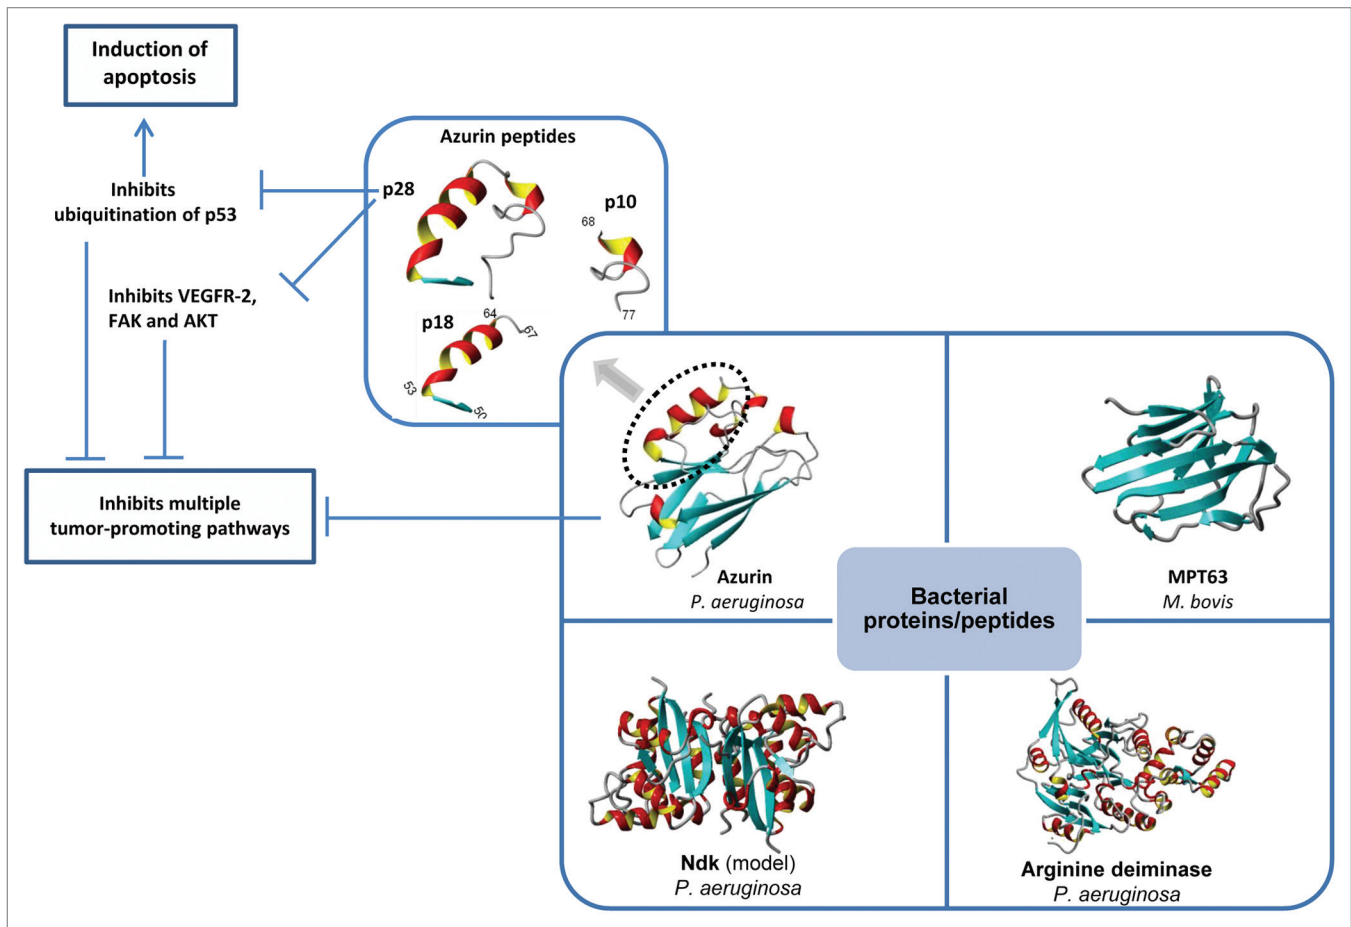 Induction of
apoptosis
Inhibits
ubiquitination of p53
Inhibits VEGFR-2,
FAK and AKT
Inhibits multiple
tumor-promoting pathways
Azurin peptides
p28
p10
68
77
p18
64
67
53
50
Azurin
P. aeruginosa
MPT63
M. bovis
Bacterial
proteins/peptides
Ndk (model)
P. aeruginosa
Arginine deiminase
P. aeruginosa